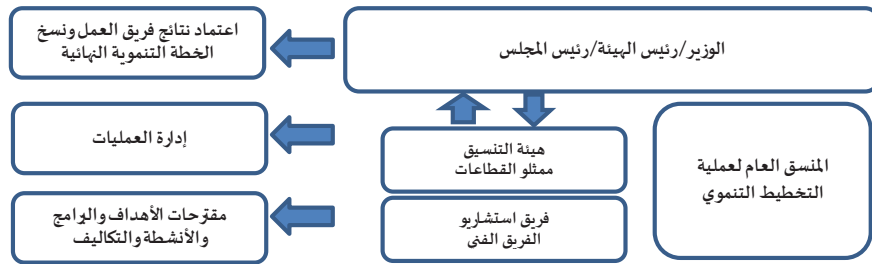 الوزير/رئيس الهيئة/رئيس المجلس
اعتماد نتائج فريق العمل ونسخ
الخطة التنموية النهائية
المنسق العام لعملية
التخطيط التنموي
هيئة التنسيق
ممثلو القطاعات
إدارة العمليات
فريق استشاريو
الفريق الفنى
مقترحات الأهداف والبرامج
والأنشطة والتكاليف